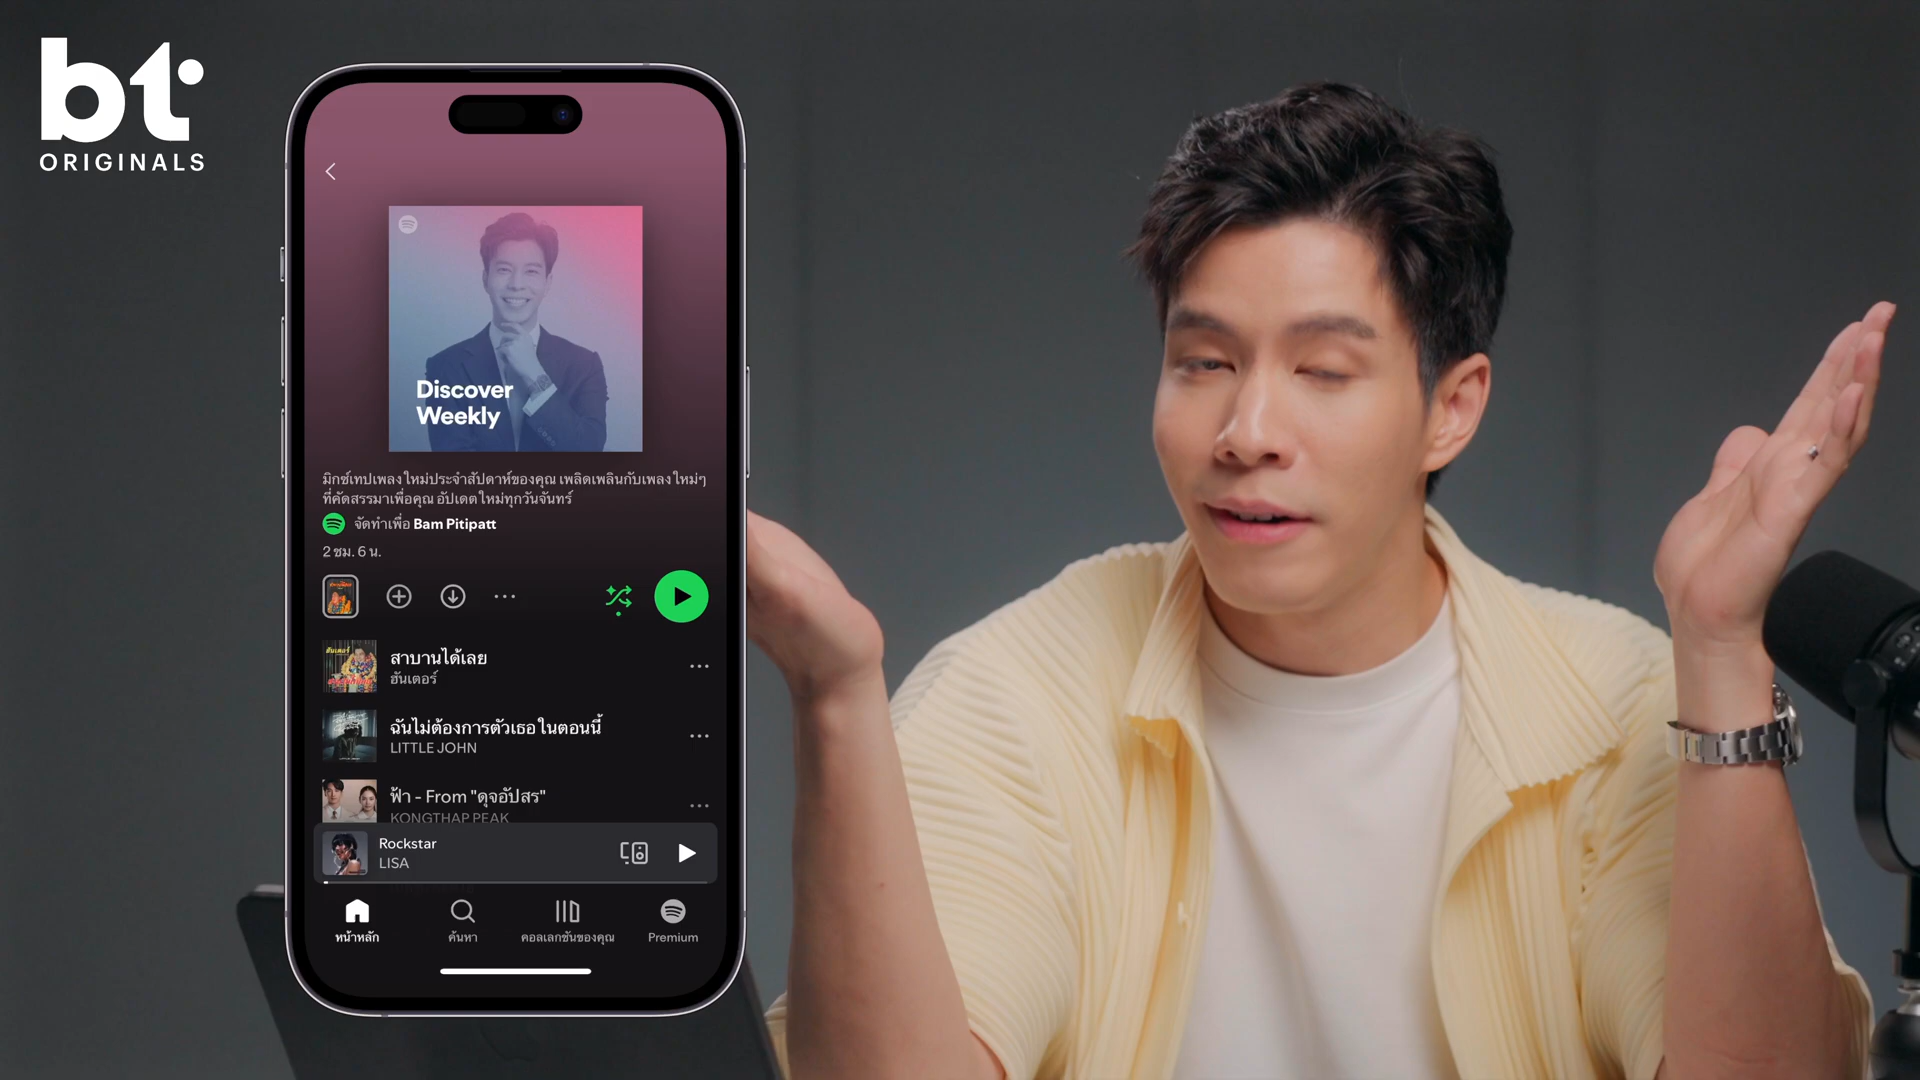 bt
ORIGINALS
Discover
Weekly
มิกซ์เทปเพลงใหม่ประจำสัปดาห์ของคุณ เพลิดเพลินกับเพลงใหม่ๆ
ที่คัดสรรมาเพื่อคุณ อัปเดตใหม่ทุกวันจันทร์
จัดทำเพื่อ Bam Pitipatt
2 ชม. 6 น.
สาบานได้เลย
ฮันเตอร์
ฉันไม่ต้องการตัวเธอในตอนนี้
LITTLE JOHN
ฟ้า - From "ดุจอัปสร"
KONGTHAP PEAK
Rockstar
LISA
หน้าหลัก
ค้นหา
คอลเลกชันของคุณ
Premium